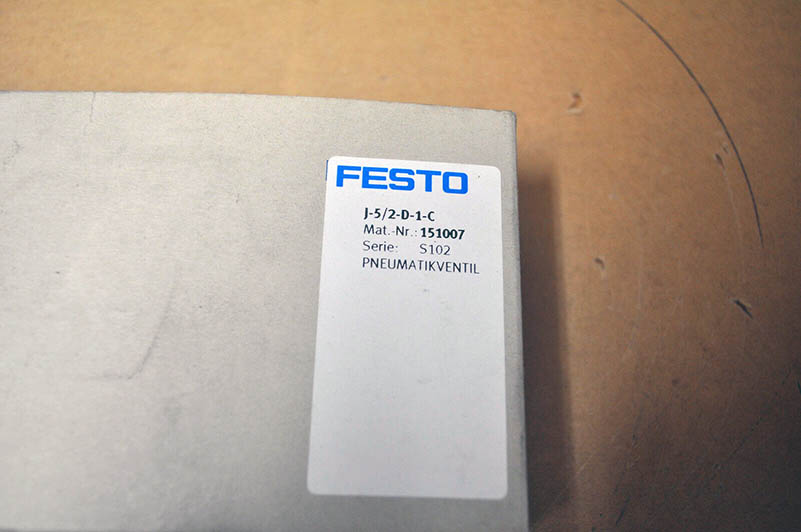 FESTO
J-5/2-D-1-C
Mat.-Nr.: 151007
Serie: S102
PNEUMATIKVENTIL